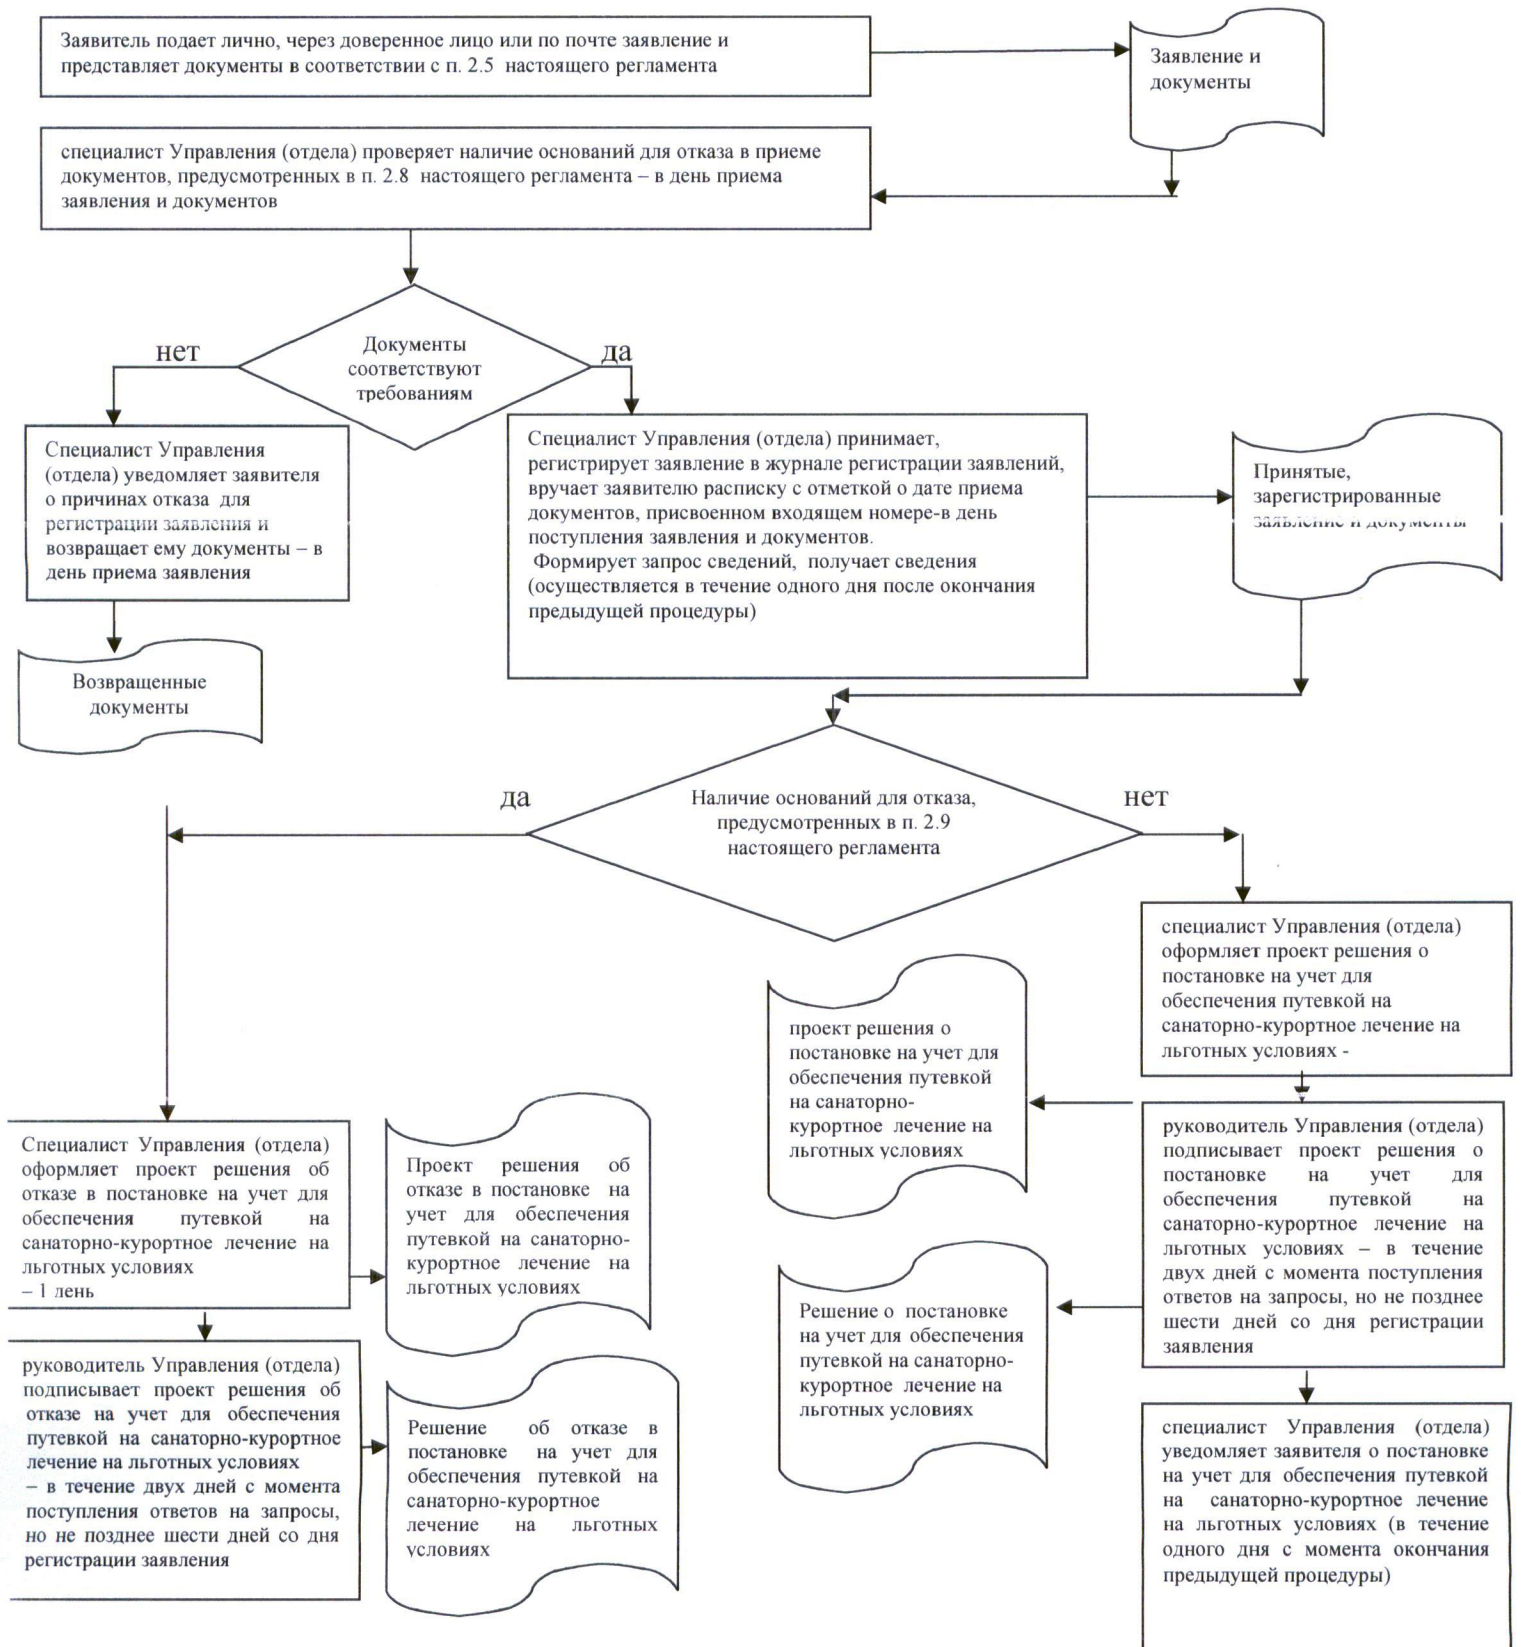 Заявитель подает лично, через доверенное лицо или по почте заявление и
представляет документы в соответствии с п. 2.5 настоящего регламента
Заявление и
документы
специалист Управления (отдела) проверяет наличие оснований для отказа в приеме
документов, предусмотренных в п. 2.8 настоящего регламента – в день приема
заявления и документов
нет
Документы
соответствуют
требованиям
да
Специалист Управления
(отдела) уведомляет заявителя
о причинах отказа для
регистрации заявления и
возвращает ему документы – в
день приема заявления
Специалист Управления (отдела) принимает,
регистрирует заявление в журнале регистрации заявлений,
вручает заявителю расписку с отметкой о дате приема
документов, присвоенном входящем номере-в день
поступления заявления и документов.
Формирует запрос сведений, получает сведения
(осуществляется в течение одного дня после окончания
предыдущей процедуры)
Принятые,
зарегистрированные
заявление и документы
Возвращенные
документы
да
Наличие оснований для отказа,
предусмотренных в п. 2.9
настоящего регламента
нет
специалист Управления (отдела)
оформляет проект решения о
постановке на учет для
обеспечения путевкой на
санаторно-курортное лечение на
льготных условиях -
проект решения о
постановке на учет для
обеспечения путевкой
на санаторно-
курортное лечение на
льготных условиях
руководитель Управления (отдела)
подписывает проект решения о
постановке на учет для
обеспечения путевкой на
санаторно-курортное лечение на
льготных условиях – в течение
двух дней с момента поступления
ответов на запросы, но не позднее
шести дней со дня регистрации
заявления
Специалист Управления (отдела)
оформляет проект решения об
отказе в постановке на учет для
обеспечения путевкой на
санаторно-курортное лечение на
льготных условиях
– 1 день
Проект решения об
отказе в постановке на
учет для обеспечения
путевкой на санаторно-
курортное лечение на
льготных условиях
Решение о постановке
на учет для обеспечения
путевкой на санаторно-
курортное лечение на
льготных условиях
руководитель Управления (отдела)
подписывает проект решения об
отказе на учет для обеспечения
путевкой на санаторно-курортное
лечение на льготных условиях
– в течение двух дней с момента
поступления ответов на запросы,
но не позднее шести дней со дня
регистрации заявления
Решение об отказе в
постановке на учет для
обеспечения путевкой на
санаторно-курортное
лечение на льготных
условиях
специалист Управления (отдела)
уведомляет заявителя о постановке
на учет для обеспечения путевкой
на санаторно-курортное лечение
на льготных условиях (в течение
одного дня с момента окончания
предыдущей процедуры)